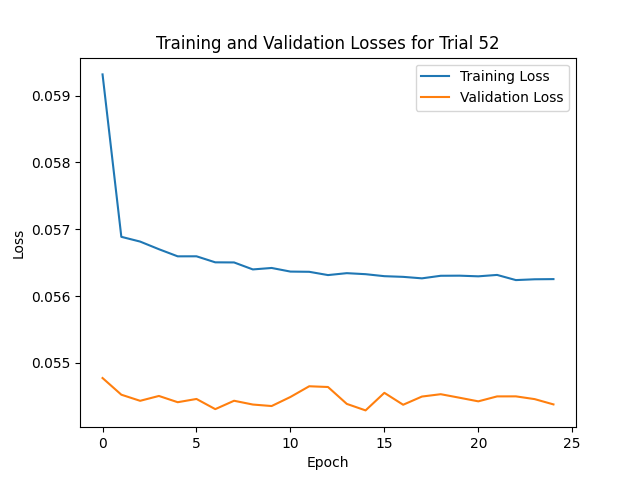 Training and Validation Losses for Trial 52
Training Loss
Validation Loss
0.059
0.058
0.057
0.056
0.055
Loss
0
5
10
15
20
25
Epoch